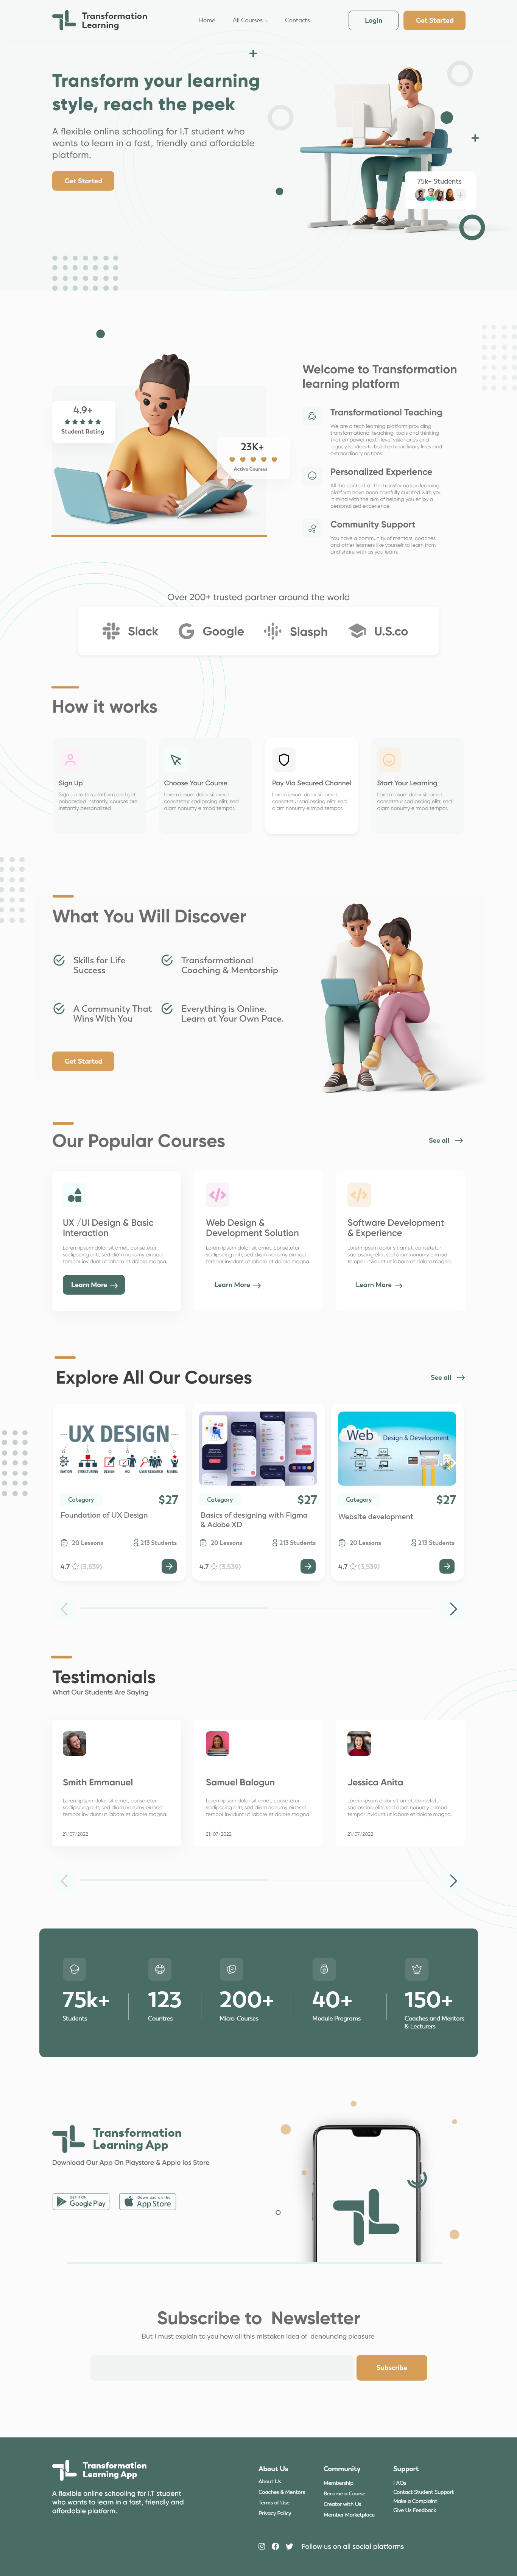 Transformation
Learning
Home
All Courses
Contacts
Login
Get Started
Transform your learning
style, reach the peek
A flexible online schooling for I.T student who
wants to learn in a fast, friendly and affordable
platform.
Get Started
75k+ Students
4.9+
Student Rating
23K+
Active Courses
Welcome to Transformation
learning platform
Transformational Teaching
We are a tech learning platform providing
transformational teaching, tools and thinking
that empower next- level visionaries and
legacy leaders to build extraordinary lives and
extraordinary nations.
Personalized Experience
All the content at the transformation learning
platform have been carefully curated with you
in mind with the aim of helping you enjoy a
personalized experience
Community Support
You have a community of mentors, coaches
and other learners like yourself to learn from
and share with as you learn.
Over 200+ trusted partner around the world
Slack
Google
Slasph
U.S.co
How it works
Sign Up
Sign up to this platform and get
onboarded instantly, courses are
instantly personalised
Choose Your Course
Lorem ipsum dolor sit amet,
consetetur sadipscing elitr, sed
diam nonumy eirmod tempor.
Pay Via Secured Channel
Lorem ipsum dolor sit amet,
consetetur sadipscing elitr, sed
diam nonumy eirmod tempor.
Start Your Learning
Lorem ipsum dolor sit amet,
consetetur sadipscing elitr, sed
diam nonumy eirmod tempor.
What You Will Discover
Skills for Life
Success
Transformational
Coaching & Mentorship
A Community That
Wins With You
Everything is Online.
Learn at Your Own Pace.
Get Started
Our Popular Courses
See all
UX /UI Design & Basic
Interaction
Lorem ipsum dolor sit amet, consetetur
sadipscing elitr, sed diam nonumy eirmod
tempor invidunt ut labore et dolore magna.
Learn More
Web Design &
Development Solution
Lorem ipsum dolor sit amet, consetetur
sadipscing elitr, sed diam nonumy eirmod
tempor invidunt ut labore et dolore magna.
Learn More
Software Development
& Experience
Lorem ipsum dolor sit amet, consetetur
sadipscing elitr, sed diam nonumy eirmod
tempor invidunt ut labore et dolore magna.
Learn More
Explore All Our Courses
See all
UX DESIGN
STRUCTURING
DESIGN
HCI
USER RESEARCH
Category
$27
Foundation of UX Design
20 Lessons
213 Students
4.7
(3,539)
Category
$27
Basics of designing with Figma
& Adobe XD
20 Lessons
213 Students
4.7
(3,539)
Web
Design & Development
Category
$27
Website development
20 Lessons
213 Students
4.7
(3,539)
Testimonials
What Our Students Are Saying
Smith Emmanuel
Lorem ipsum dolor sit amet, consetetur
sadipscing elitr, sed diam nonumy eirmod
tempor invidunt ut labore et dolore magna.
21/07/2022
Samuel Balogun
Lorem ipsum dolor sit amet, consetetur
sadipscing elitr, sed diam nonumy eirmod
tempor invidunt ut labore et dolore magna.
21/07/2022
Jessica Anita
Lorem ipsum dolor sit amet, consetetur
sadipscing elitr, sed diam nonumy eirmod
tempor invidunt ut labore et dolore magna.
21/07/2022
75k+
Students
123
Countires
200+
Micro-Courses
40+
Module Programs
150+
Coaches and Mentors
& Lecturers
Transformation
Learning App
Download Our App On Playstore & Apple Ios Store
GET IT ON
Google Play
Download on the
App Store
Subscribe to Newsletter
But I must explain to you how all this mistaken idea of denouncing pleasure
Subscribe
Transformation
Learning App
A flexible online schooling for I.T student
who wants to learn in a fast, friendly and
affordable platform.
About Us
About Us
Coaches & Mentors
Terms of Use
Privacy Policy
Community
Membership
Become a Course
Creator with Us
Member Marketplace
Support
FAQs
Contact Student Support
Make a Complaint
Give Us Feedback
Follow us on all social platforms